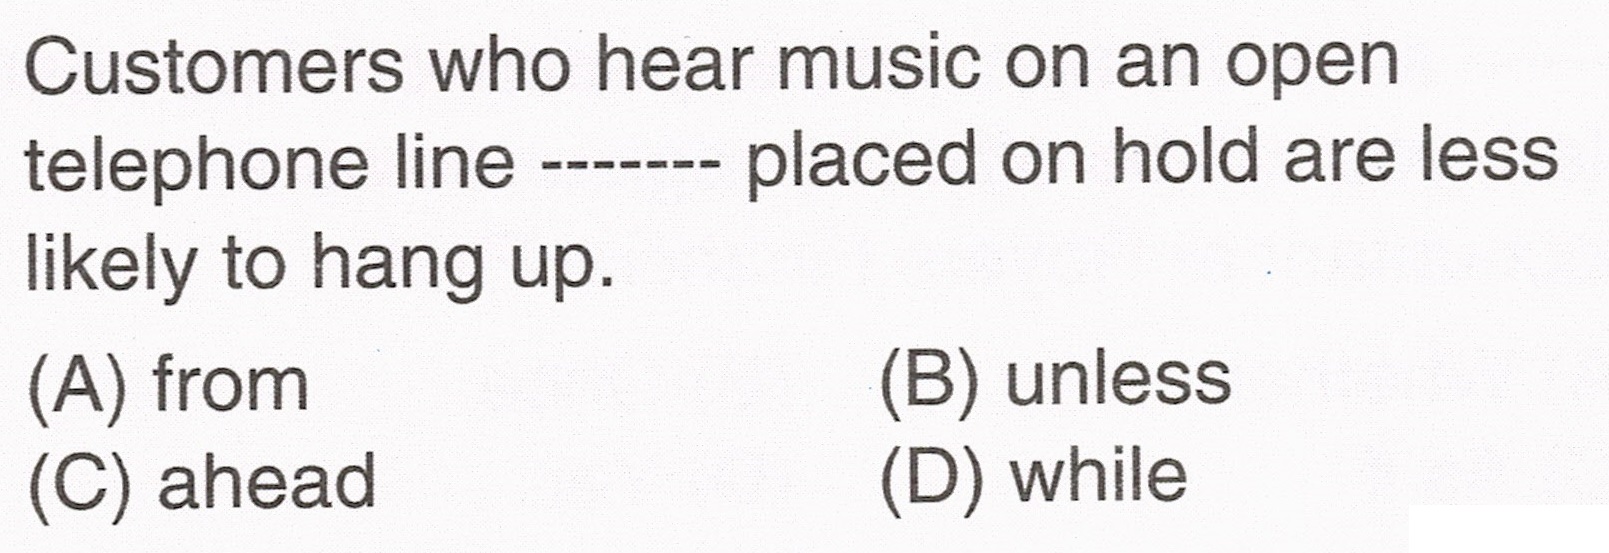 Customers who hear music on an open
telephone line ------- placed on hold are less
likely to hang up.
(A) from (B) unless
(C) ahead (D) while